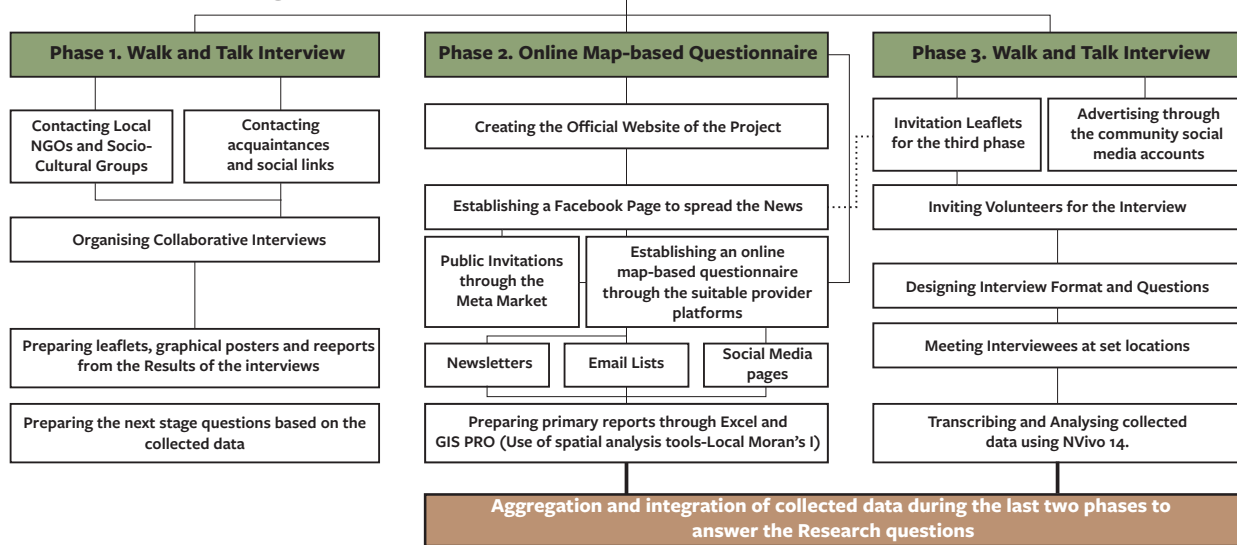 Phase 1. Walk and Talk Interview
Contacting Local
NGOs and Socio-
Cultural Groups
Contacting
acquaintances
and social links
Organising Collaborative Interviews
Preparing leaflets, graphical posters and reeports
from the Results of the interviews
Preparing the next stage questions based on the
collected data
Phase 2. Online Map-based Questionnaire
Creating the Official Website of the Project
Establishing a Facebook Page to spread the News
Public Invitations
through the
Meta Market
Establishing an online
map-based questionnaire
through the suitable provider
platforms
Newsletters
Email Lists
Social Media
pages
Preparing primary reports through Excel and
GIS PRO (Use of spatial analysis tools-Local Moran's I)
Phase 3. Walk and Talk Interview
Invitation Leaflets
for the third phase
Advertising through
the community social
media accounts
Inviting Volunteers for the Interview
Designing Interview Format and Questions
Meeting Interviewees at set locations
Transcribing and Analysing collected
data using NVivo 14.
Aggregation and integration of collected data during the last two phases to
answer the Research questions